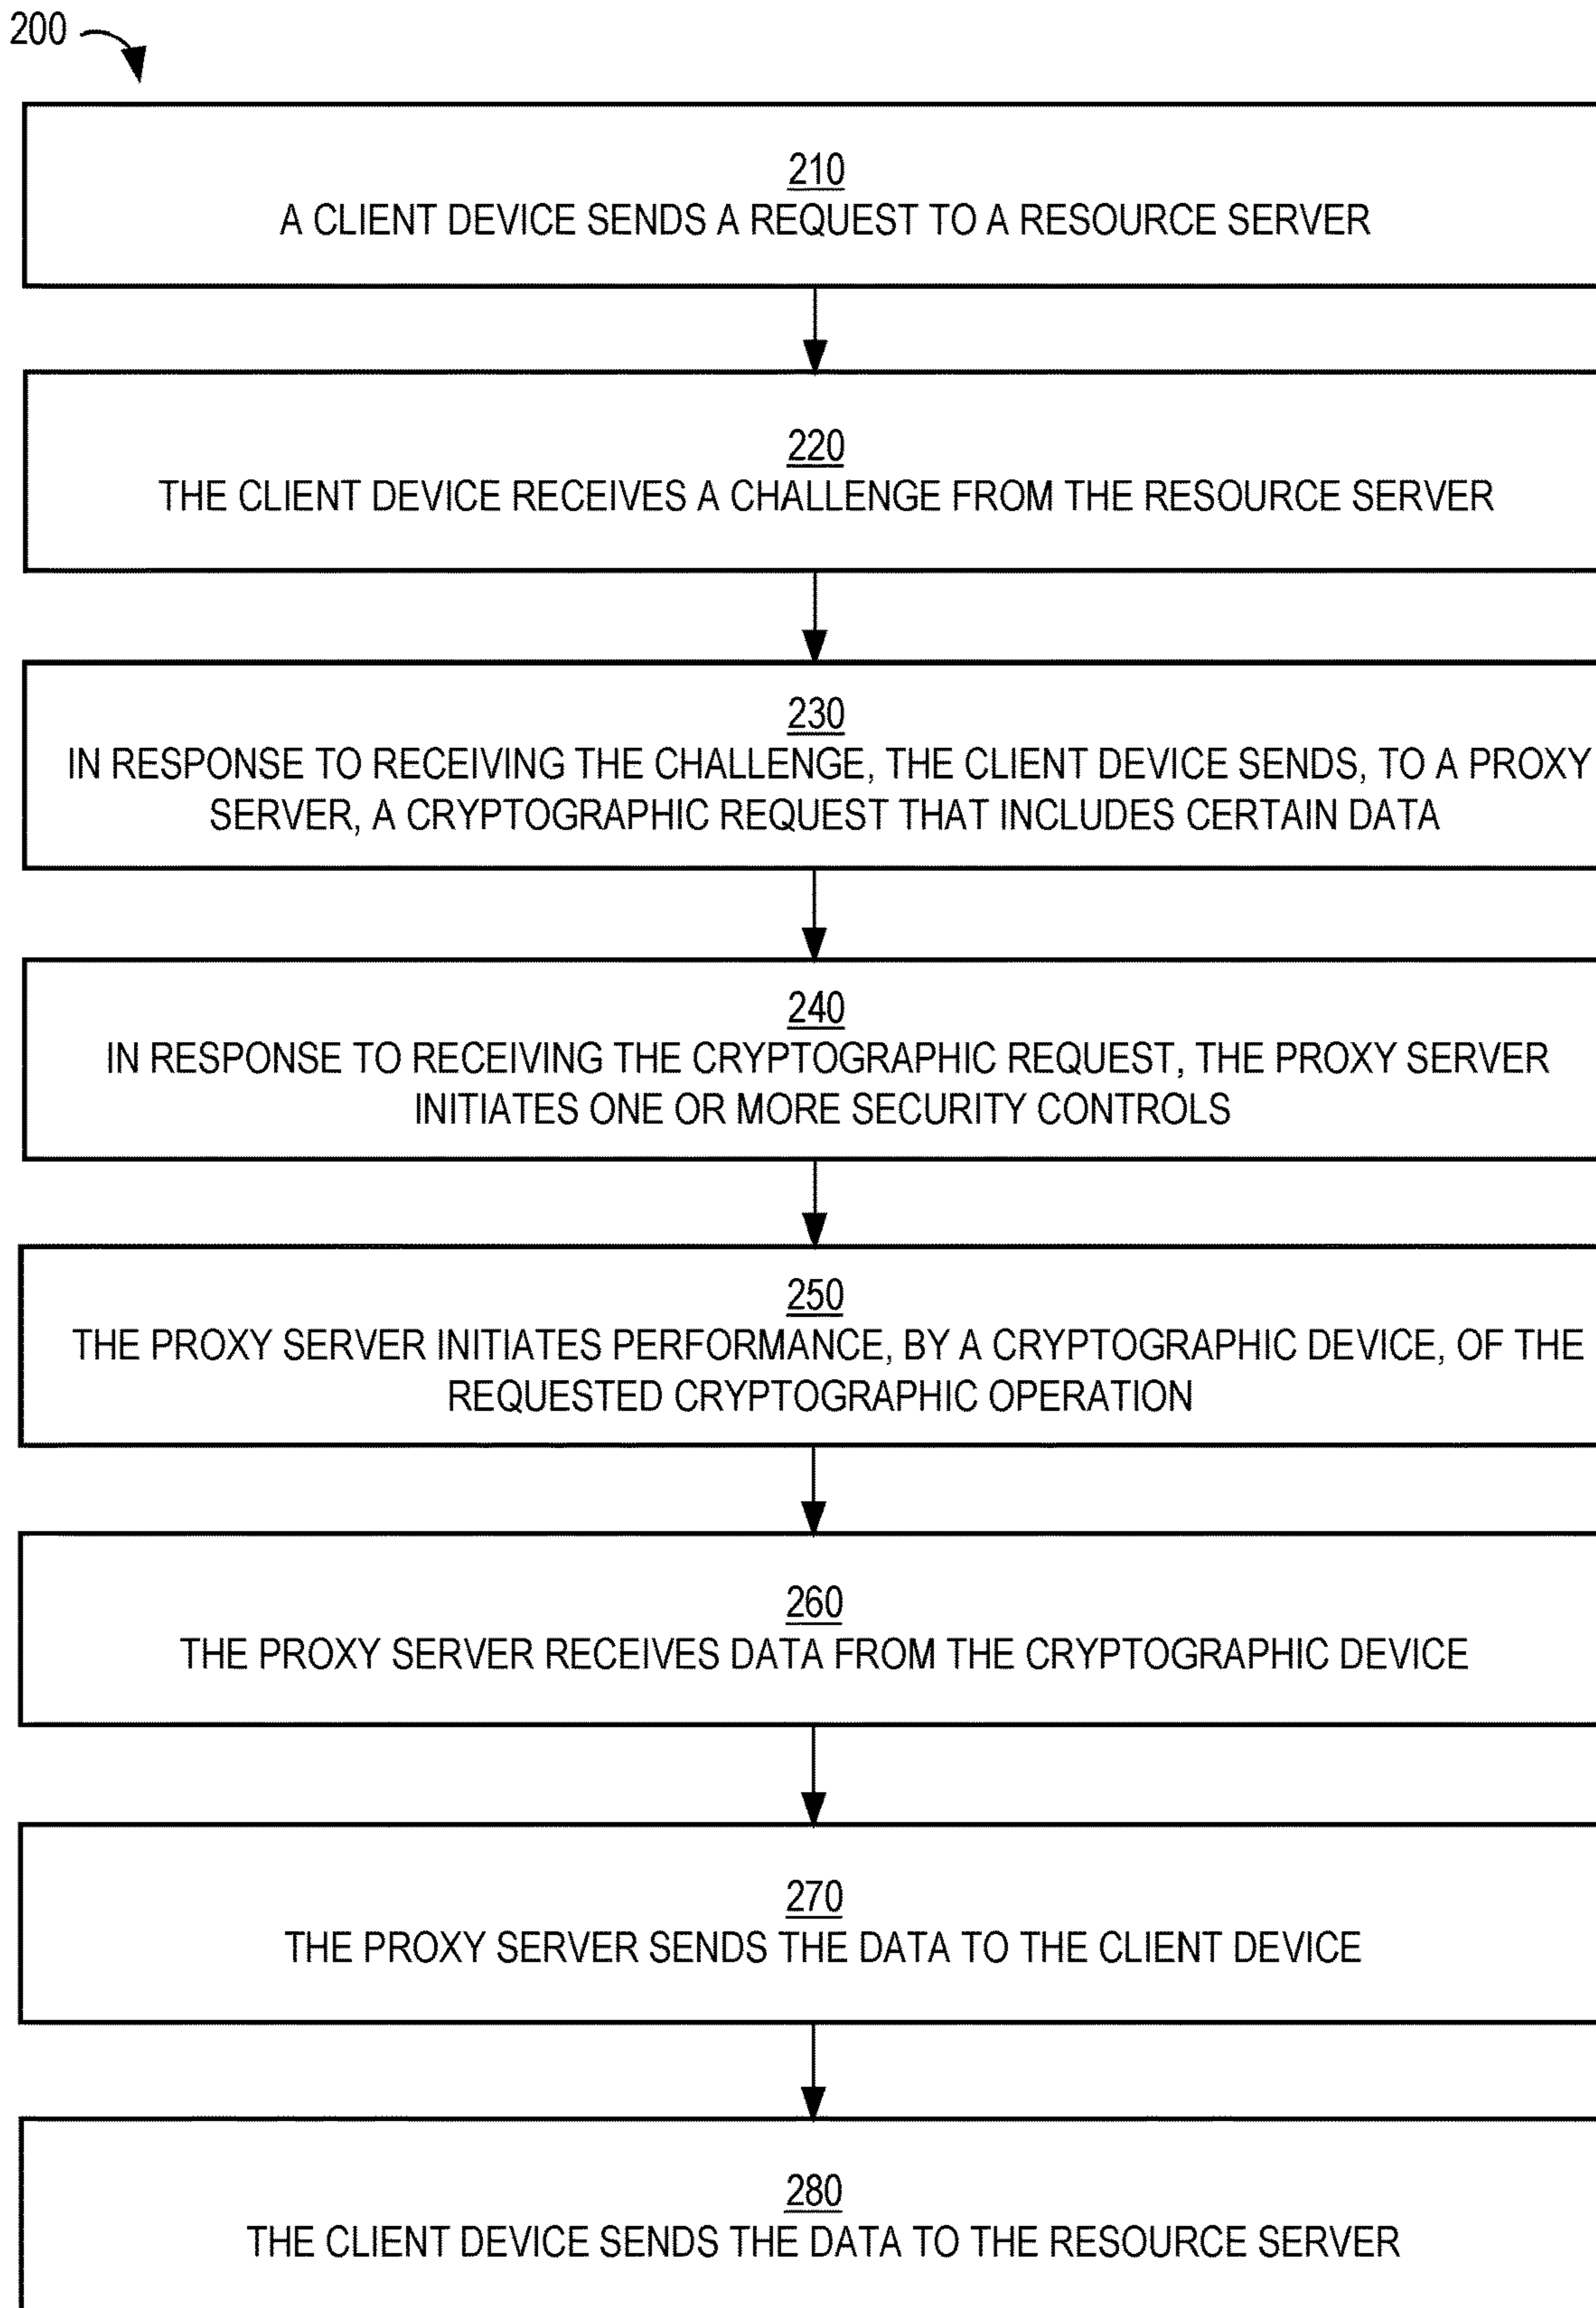 200
210
A CLIENT DEVICE SENDS A REQUEST TO A RESOURCE SERVER
220
THE CLIENT DEVICE RECEIVES A CHALLENGE FROM THE RESOURCE SERVER
230
IN RESPONSE TO RECEIVING THE CHALLENGE, THE CLIENT DEVICE SENDS, TO A PROXY
SERVER, A CRYPTOGRAPHIC REQUEST THAT INCLUDES CERTAIN DATA
240
IN RESPONSE TO RECEIVING THE CRYPTOGRAPHIC REQUEST, THE PROXY SERVER
INITIATES ONE OR MORE SECURITY CONTROLS
250
THE PROXY SERVER INITIATES PERFORMANCE, BY A CRYPTOGRAPHIC DEVICE, OF THE
REQUESTED CRYPTOGRAPHIC OPERATION
260
THE PROXY SERVER RECEIVES DATA FROM THE CRYPTOGRAPHIC DEVICE
270
THE PROXY SERVER SENDS THE DATA TO THE CLIENT DEVICE
280
THE CLIENT DEVICE SENDS THE DATA TO THE RESOURCE SERVER